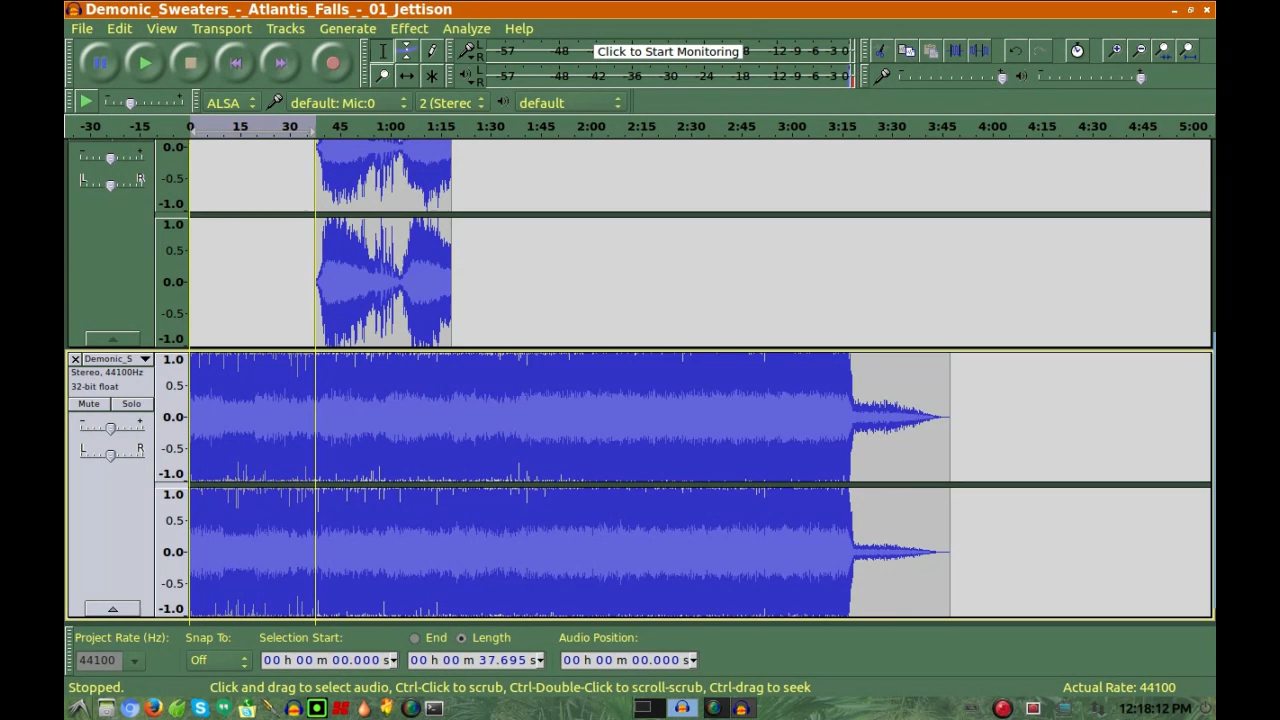 Demonic_Sweaters_-_Atlantis_Falls_-_01_Jettison
File Edit View Transport Tracks Generate Effect Analyze Help
L R -57 -48 Click to Start Monitoring 8 -12 -9 -6 -3 0
L R -57 -48 -42 -36 -30 -24 -18 -12 -9 -6 -3 0
ALSA default: Mic:0 2 (Sterec default
-30 -15 0 15 30 45 1:00 1:15 1:30 1:45 2:00 2:15 2:30 2:45 3:00 3:15 3:30 3:45 4:00 4:15 4:30 4:45 5:00
- + 0.0
L R -0.5
-1.0
1.0
0.5
0.0
-0.5
-1.0
Demonic_S 1.0
Stereo, 44100Hz
32-bit float 0.5
Mute Solo
- + 0.0
L R -0.5
-1.0
1.0
0.5
0.0
-0.5
-1.0
Project Rate (Hz): Snap To: Selection Start: End Length Audio Position:
44100 Off 00 h 00 m 00.000 s 00 h 00 m 37.695 s 00 h 00 m 00.000 s
Stopped. Click and drag to select audio, Ctrl-Click to scrub, Ctrl-Double-Click to scroll-scrub, Ctrl-drag to seek Actual Rate: 44100
12:18:12 PM